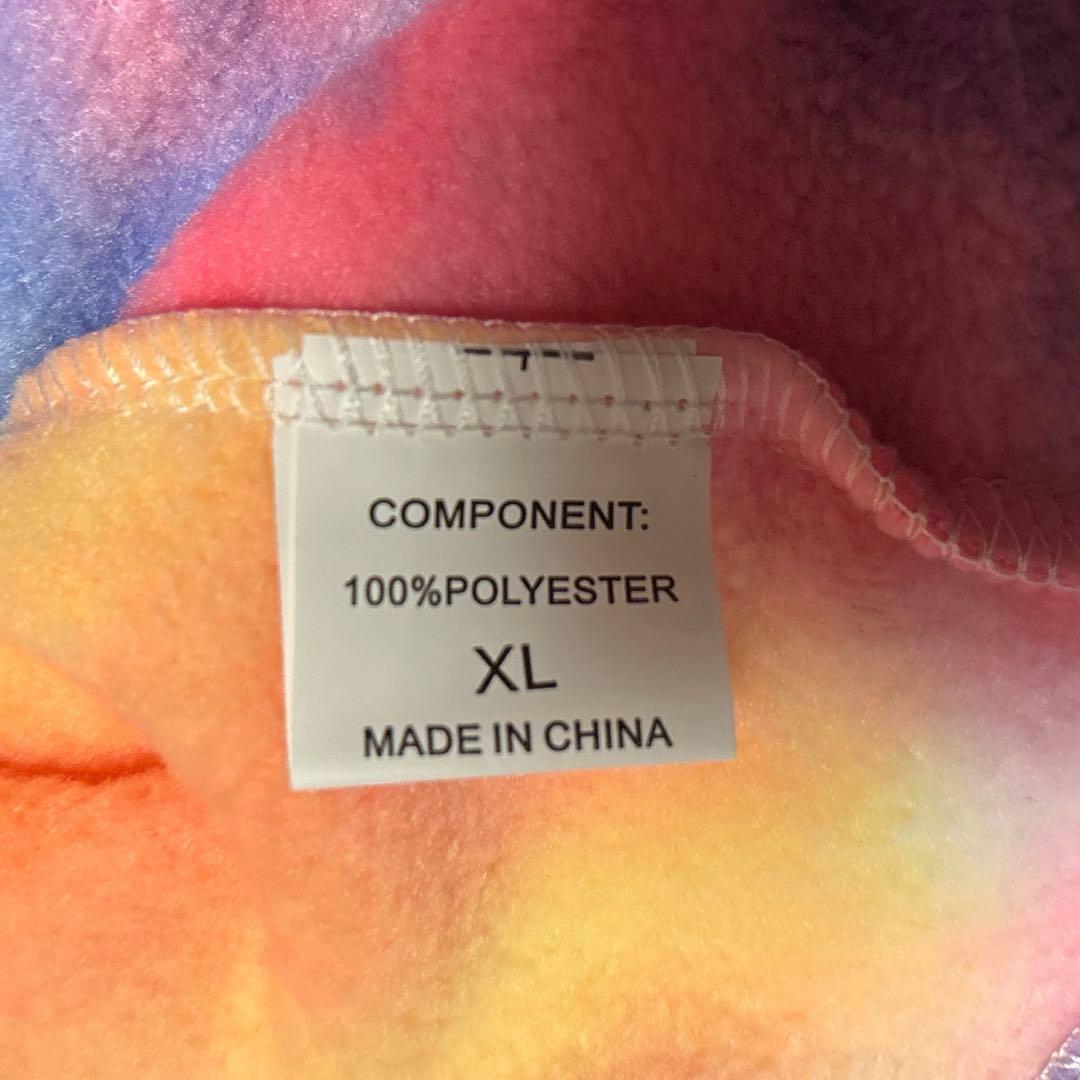 COMPONENT:
100%POLYESTER
XL
MADE IN CHINA